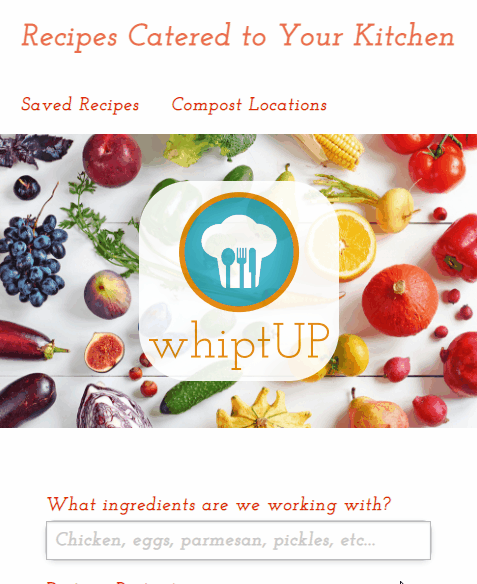 Recipes Catered to Your Kitchen
Saved Recipes Compost Locations
whiptUP
What ingredients are we working with?
Chicken, eggs, parmesan, pickles, etc...